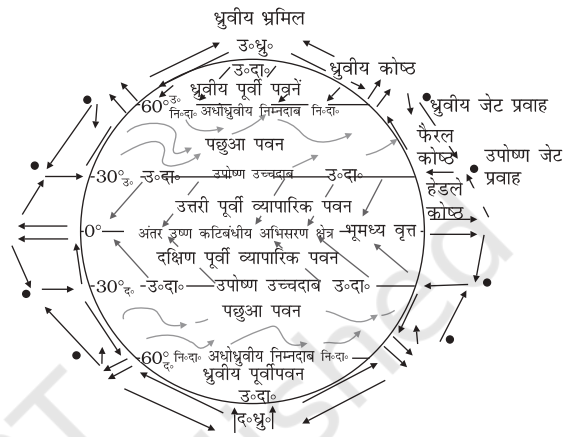 ध्रुवीय भ्रमिल
उ॰ध्रु॰
उ॰दा॰
ध्रुवीय कोष्ठ
ध्रुवीय पूर्वी पवनें
60° उ॰ नि॰दा॰ अधोध्रुवीय निम्नदाब नि॰दा॰
ध्रुवीय जेट प्रवाह
पछुआ पवन
फैरल
कोष्ठ
उपोष्ण जेट
प्रवाह
30° उ॰ उ॰दा॰ उपोष्ण उच्चदाब उ॰दा॰
हेडले
कोष्ठ
उत्तरी पूर्वी व्यापारिक पवन
0° अंतर उष्ण कटिबंधीय अभिसरण क्षेत्र भूमध्य वृत्त
दक्षिण पूर्वी व्यापारिक पवन
30° द॰ उ॰दा॰ उपोष्ण उच्चदाब उ॰दा॰
पछुआ पवन
60° द॰ नि॰दा॰ अधोध्रुवीय निम्नदाब नि॰दा॰
ध्रुवीय पूर्वीपवन
उ॰दा॰
द॰ध्रु॰